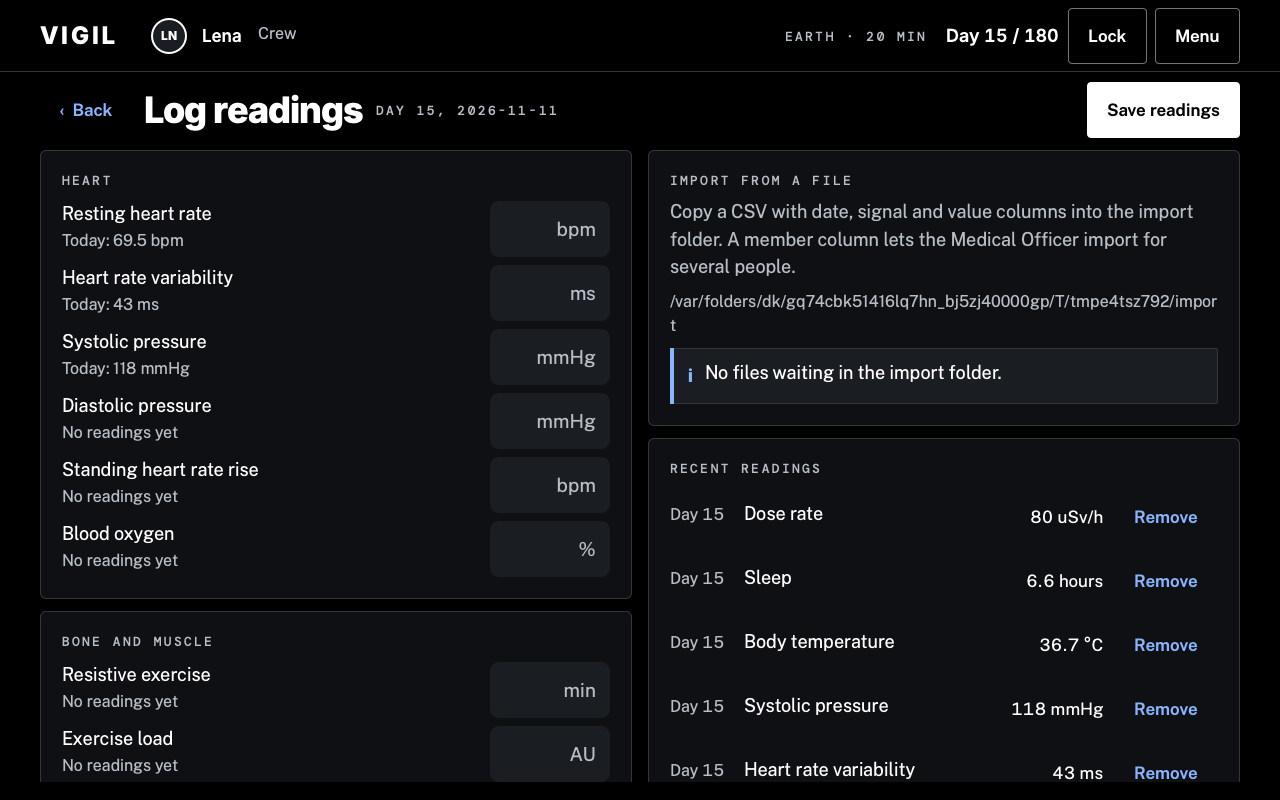 VIGIL
LN
Lena
Crew
EARTH · 20 MIN
Day 15 / 180
Lock
Menu
‹ Back
Log readings
DAY 15, 2026-11-11
Save readings
HEART
Resting heart rate
Today: 69.5 bpm
bpm
Heart rate variability
Today: 43 ms
ms
Systolic pressure
Today: 118 mmHg
mmHg
Diastolic pressure
No readings yet
mmHg
Standing heart rate rise
No readings yet
bpm
Blood oxygen
No readings yet
%
BONE AND MUSCLE
Resistive exercise
No readings yet
min
Exercise load
No readings yet
AU
IMPORT FROM A FILE
Copy a CSV with date, signal and value columns into the import
folder. A member column lets the Medical Officer import for
several people.
/var/folders/dk/gq74cbk51416lq7hn_bj5zj40000gp/T/tmpe4tsz792/impor
t
i No files waiting in the import folder.
RECENT READINGS
Day 15 Dose rate 80 uSv/h Remove
Day 15 Sleep 6.6 hours Remove
Day 15 Body temperature 36.7 °C Remove
Day 15 Systolic pressure 118 mmHg Remove
Day 15 Heart rate variability 43 ms Remove